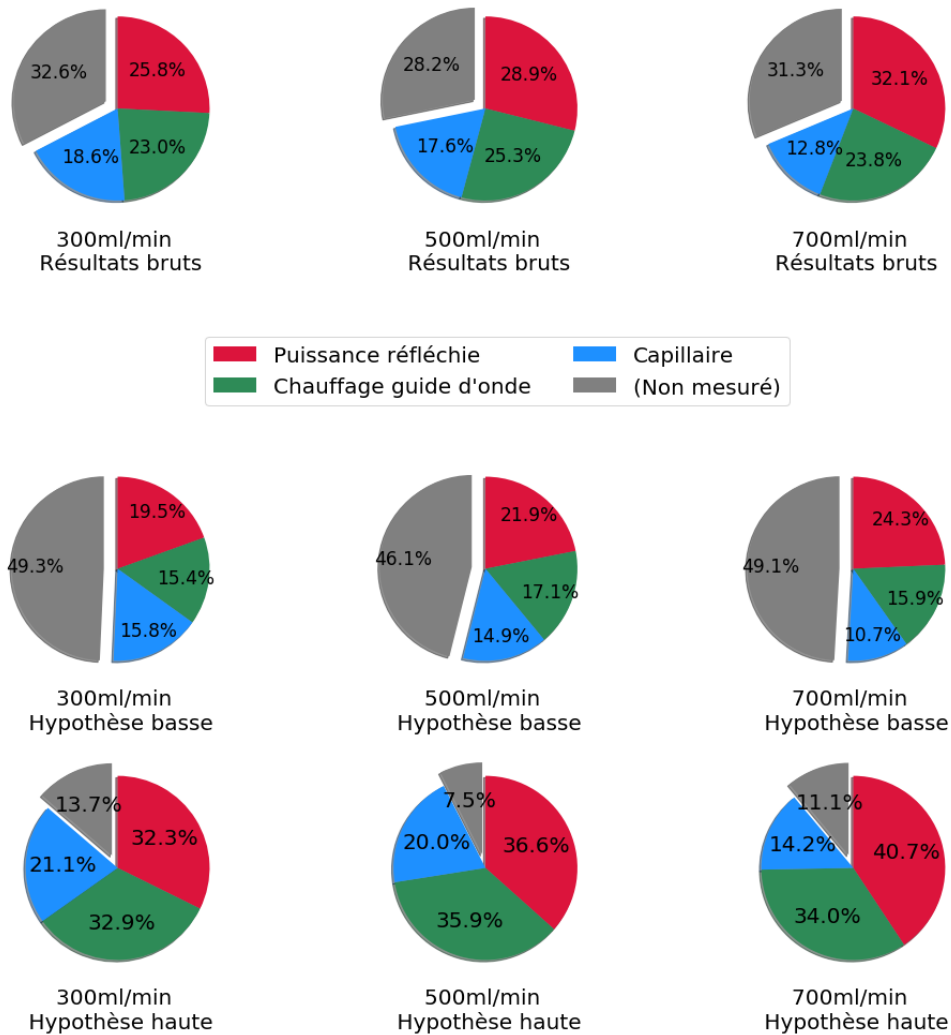 32.6%
25.8%
18.6%
23.0%
300ml/min
Résultats bruts
28.2%
28.9%
17.6%
25.3%
500ml/min
Résultats bruts
31.3%
32.1%
12.8%
23.8%
700ml/min
Résultats bruts
Puissance réfléchie
Chauffage guide d'onde
Capillaire
(Non mesuré)
49.3%
19.5%
15.4%
15.8%
300ml/min
Hypothèse basse
46.1%
21.9%
17.1%
14.9%
500ml/min
Hypothèse basse
49.1%
24.3%
15.9%
10.7%
700ml/min
Hypothèse basse
13.7%
32.3%
21.1%
32.9%
300ml/min
Hypothèse haute
7.5%
36.6%
20.0%
35.9%
500ml/min
Hypothèse haute
11.1%
40.7%
14.2%
34.0%
700ml/min
Hypothèse haute